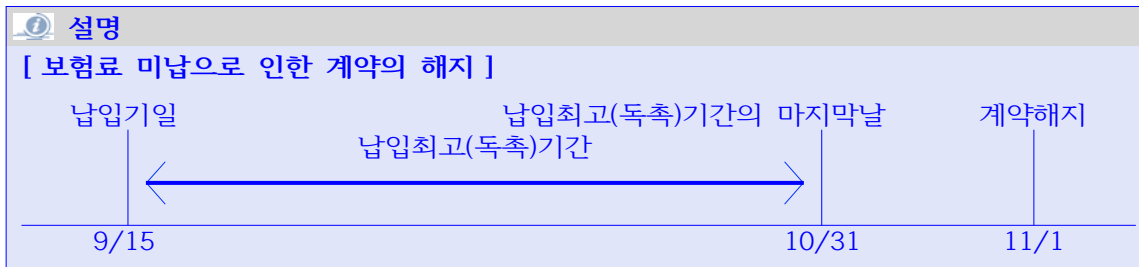 설명
[ 보험료 미납으로 인한 계약의 해지 ]
납입기일 납입최고(독촉)기간의 마지막날 계약해지
납입최고(독촉)기간
9/15 10/31 11/1